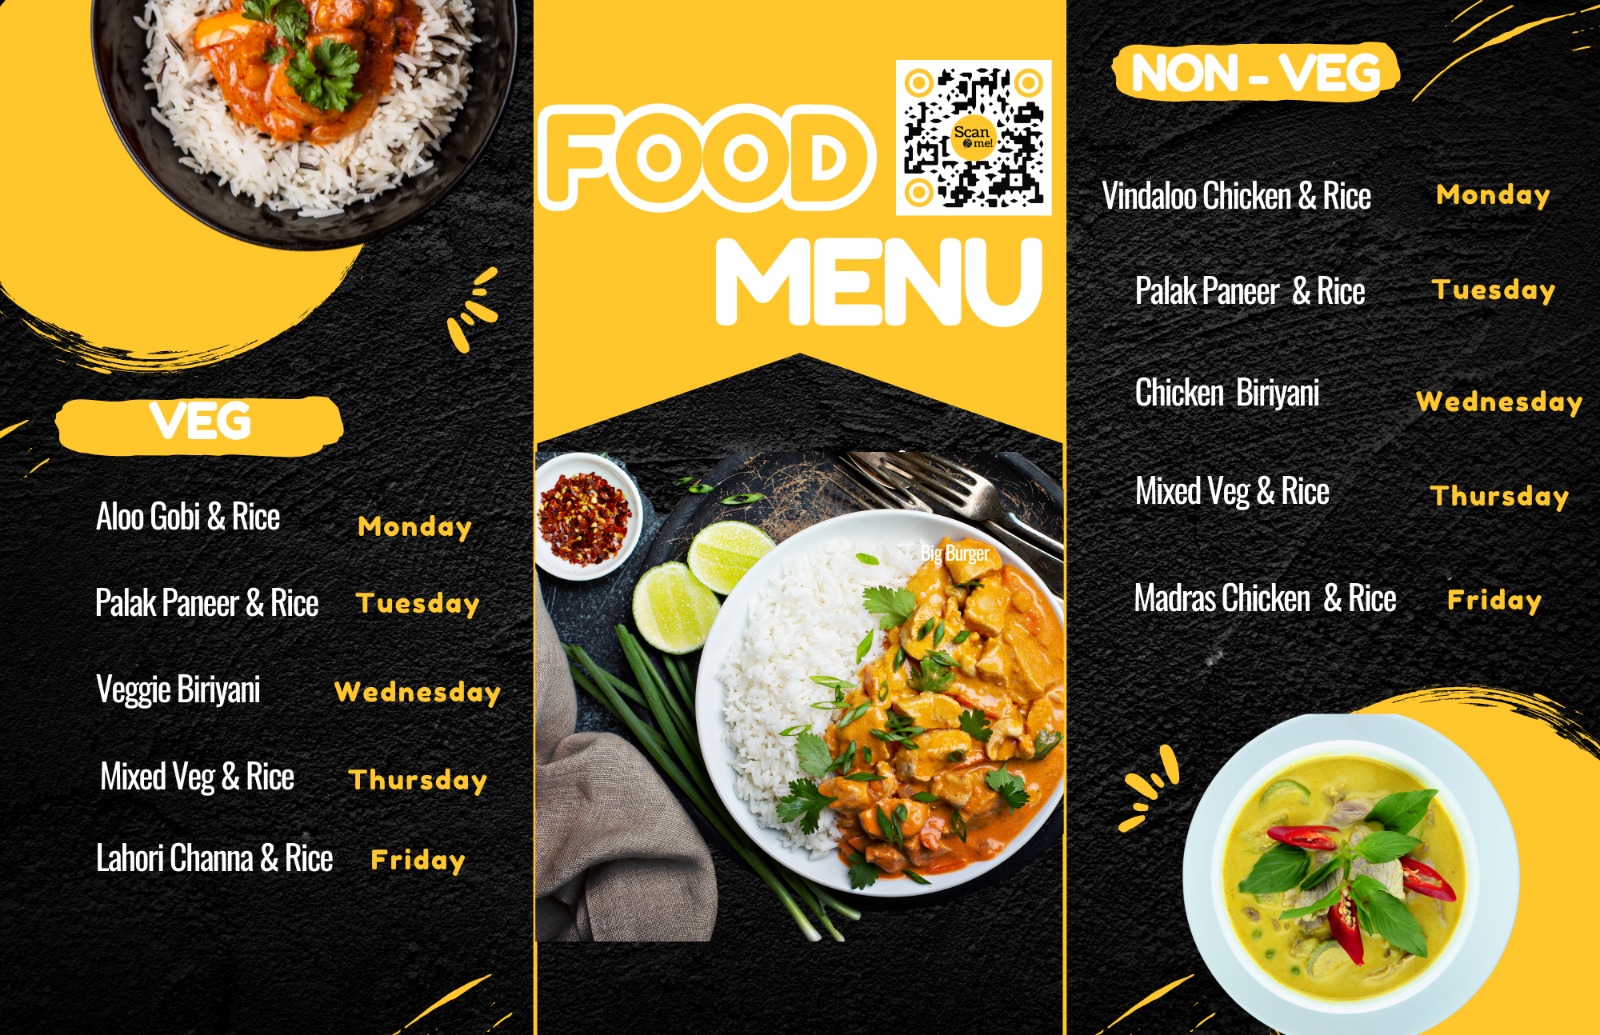 VEG
Aloo Gobi & Rice Monday
Palak Paneer & Rice Tuesday
Veggie Biriyani Wednesday
Mixed Veg & Rice Thursday
Lahori Channa & Rice Friday
FOOD
MENU
Scan
me!
Big Burger
NON - VEG
Vindaloo Chicken & Rice Monday
Palak Paneer & Rice Tuesday
Chicken Biriyani Wednesday
Mixed Veg & Rice Thursday
Madras Chicken & Rice Friday